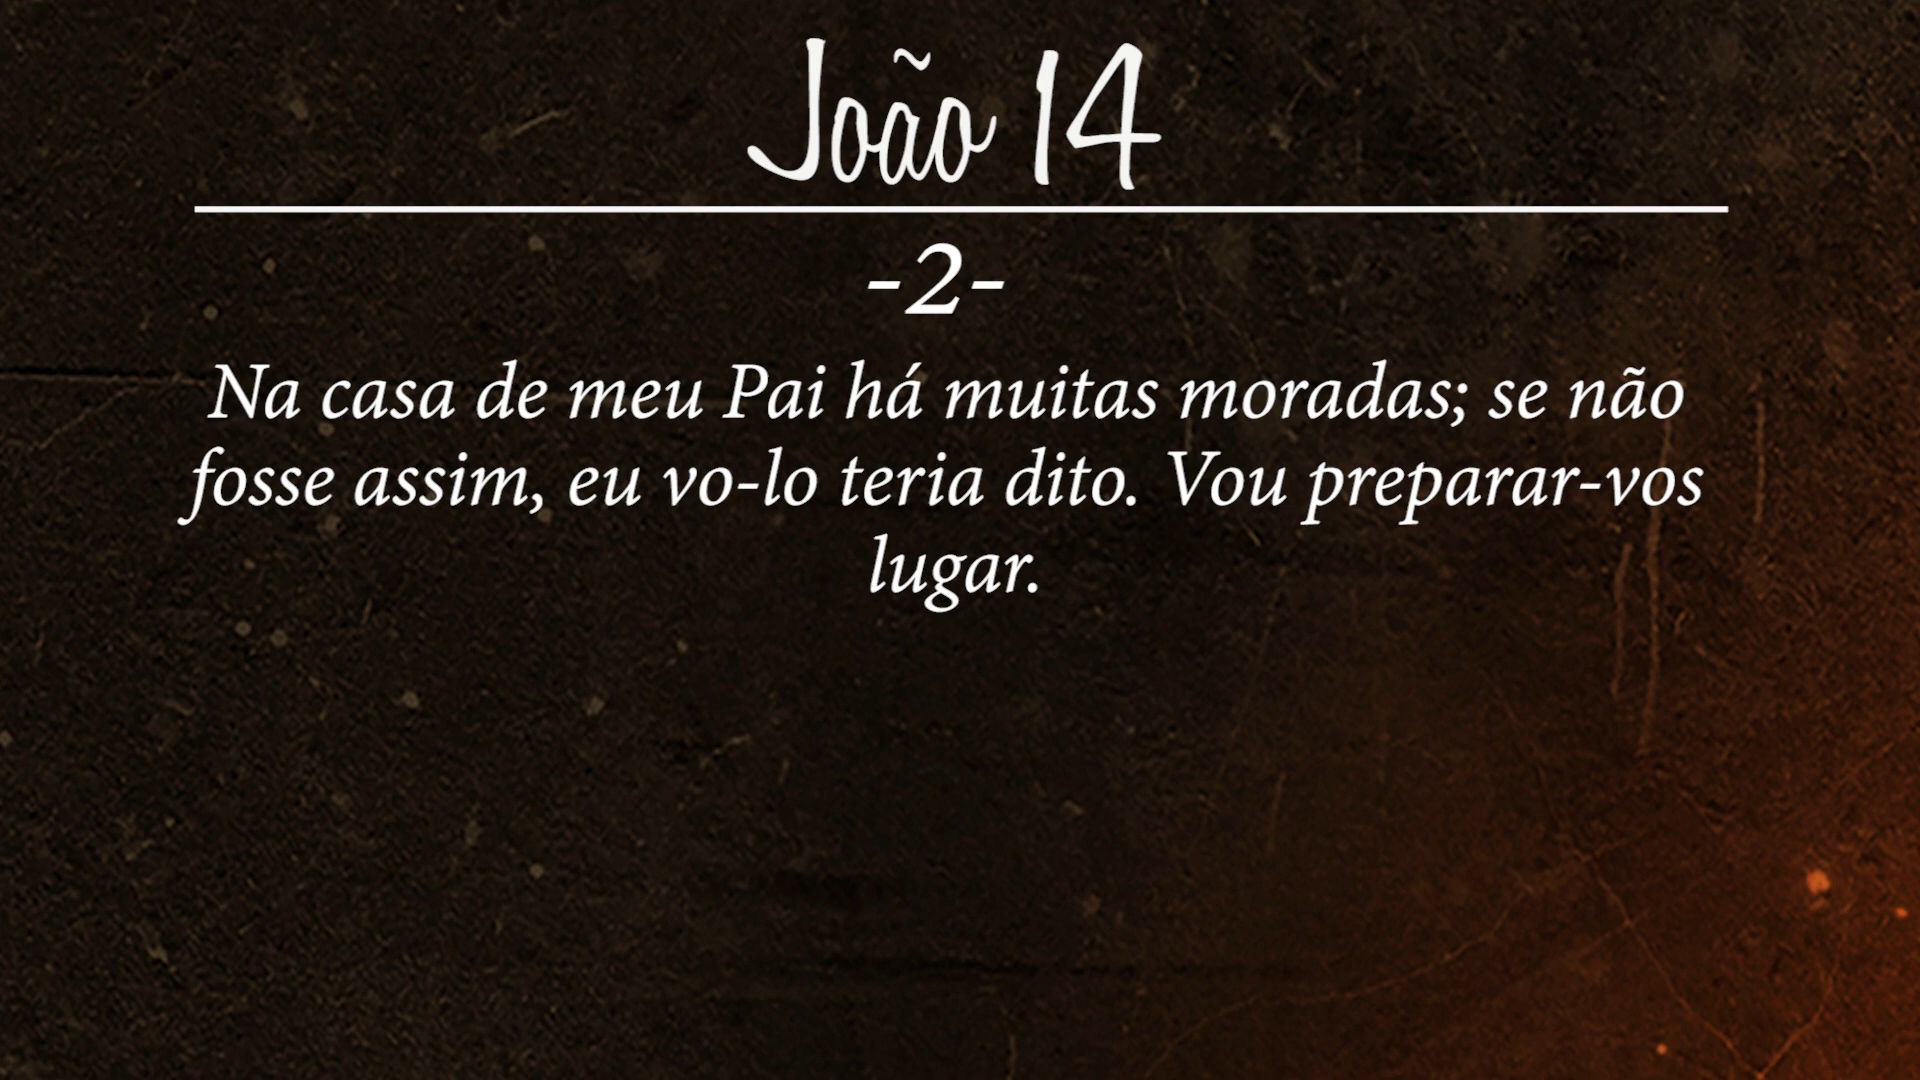 João 14
-2-
Na casa de meu Pai há muitas moradas; se não
fosse assim, eu vo-lo teria dito. Vou preparar-vos
lugar.